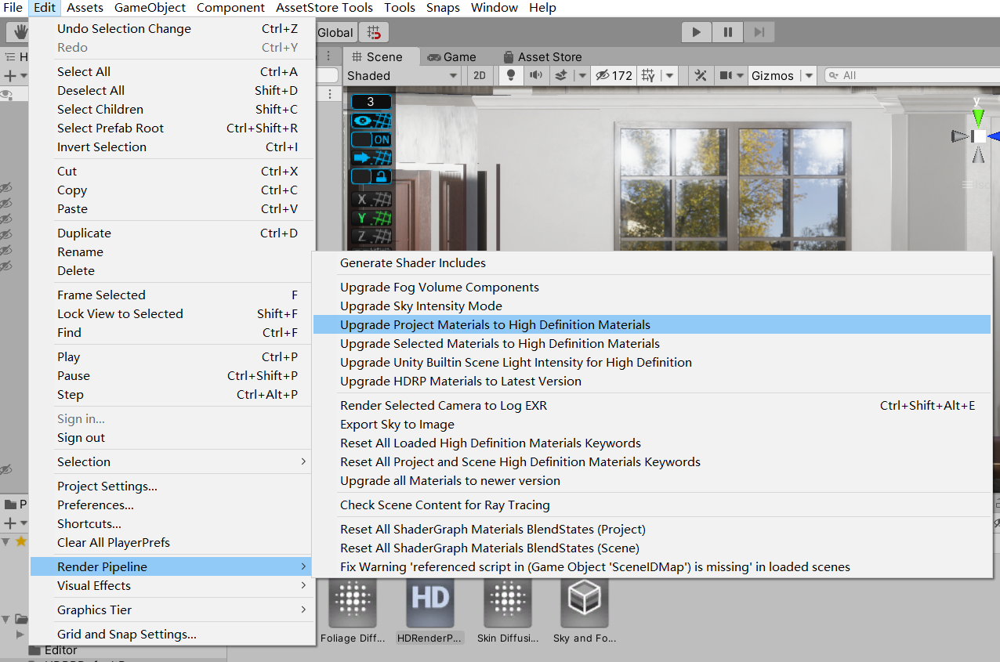 File Edit Assets GameObject Component AssetStore Tools Tools Snaps Window Help
Global
Undo Selection Change Ctrl+Z
Redo Ctrl+Y
Select All Ctrl+A
Deselect All Shift+D
Select Children Shift+C
Select Prefab Root Ctrl+Shift+R
Invert Selection Ctrl+I
Cut Ctrl+X
Copy Ctrl+C
Paste Ctrl+V
Duplicate Ctrl+D
Rename
Delete
Frame Selected F
Lock View to Selected Shift+F
Find Ctrl+F
Play Ctrl+P
Pause Ctrl+Shift+P
Step Ctrl+Alt+P
Sign in...
Sign out
Selection
Project Settings...
Preferences...
Shortcuts...
Clear All PlayerPrefs
Render Pipeline
Visual Effects
Graphics Tier
Grid and Snap Settings...
Editor
H
P
Scene Game Asset Store
Shaded 2D 172 Gizmos All
3
ON
X
Y
Z
y
Generate Shader Includes
Upgrade Fog Volume Components
Upgrade Sky Intensity Mode
Upgrade Project Materials to High Definition Materials
Upgrade Selected Materials to High Definition Materials
Upgrade Unity Builtin Scene Light Intensity for High Definition
Upgrade HDRP Materials to Latest Version
Render Selected Camera to Log EXR Ctrl+Shift+Alt+E
Export Sky to Image
Reset All Loaded High Definition Materials Keywords
Reset All Project and Scene High Definition Materials Keywords
Upgrade all Materials to newer version
Check Scene Content for Ray Tracing
Reset All ShaderGraph Materials BlendStates (Project)
Reset All ShaderGraph Materials BlendStates (Scene)
Fix Warning 'referenced script in (Game Object 'SceneIDMap') is missing' in loaded scenes
HD
Foliage Diff... HDRenderP... Skin Diffusi... Sky and Fo...